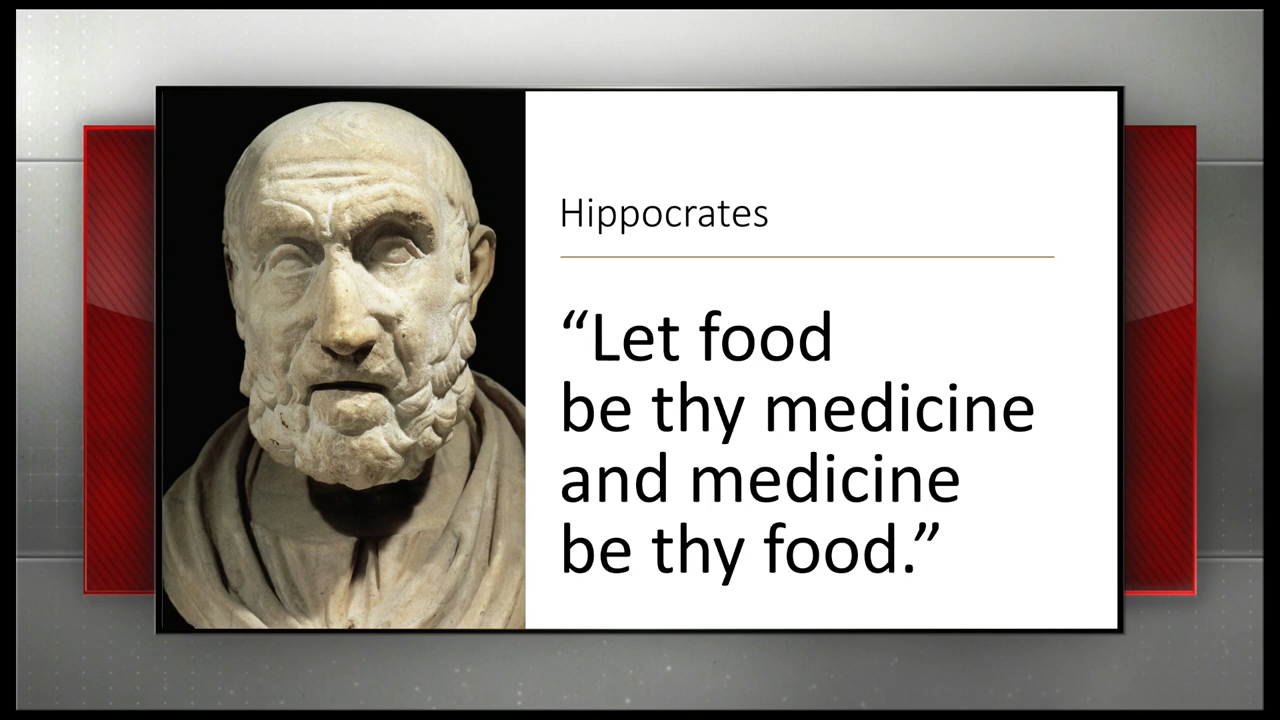 Hippocrates
“Let food
be thy medicine
and medicine
be thy food.”